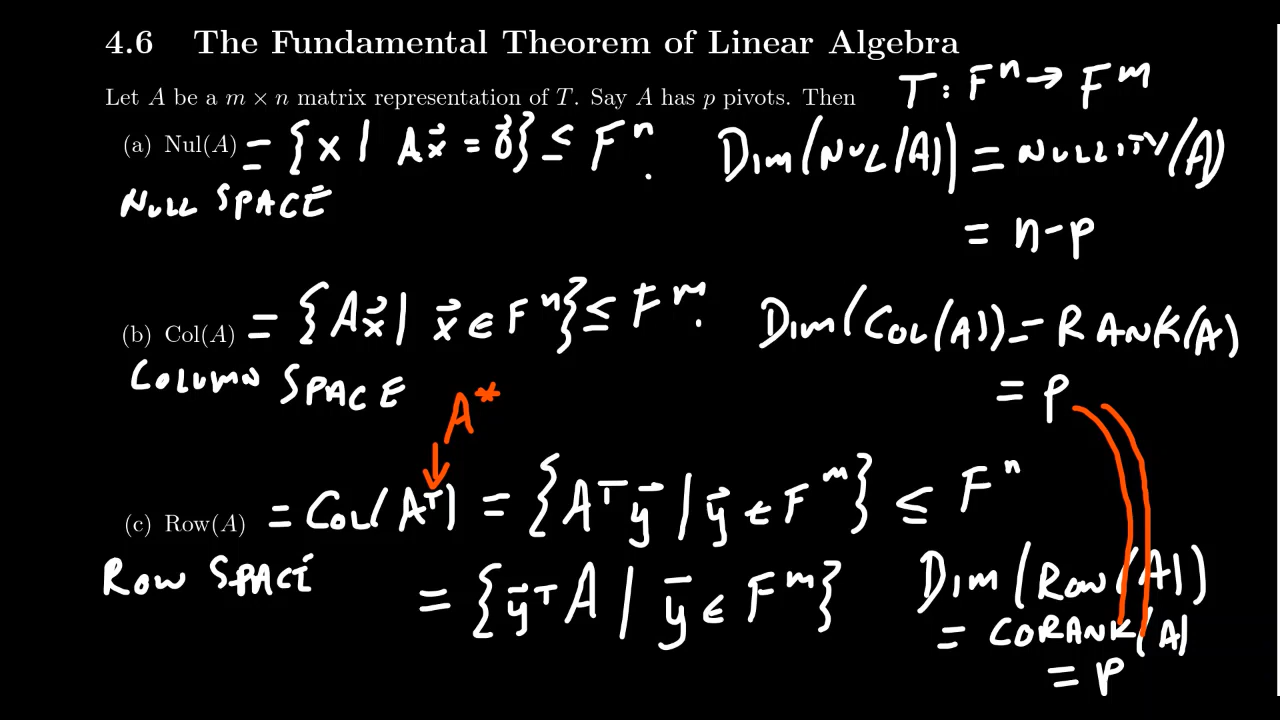 4.6 The Fundamental Theorem of Linear Algebra
T : Fⁿ → Fᵐ
Let A be a m × n matrix representation of T. Say A has p pivots. Then
(a) Nul(A) = {x | Ax⃗ = 0⃗} ≤ Fⁿ. DIM(NUL(A)) = NULLITY(A)
NULL SPACE
= n-p
(b) Col(A) = {Ax⃗ | x⃗ ∈ Fⁿ} ≤ Fᵐ. DIM(COL(A)) = RANK(A)
COLUMN SPACE
= p
A*
(c) Row(A) = COL(Aᵀ) = {Aᵀy⃗ | y⃗ ∈ Fᵐ} ≤ Fⁿ
ROW SPACE
= {y⃗ᵀA | y⃗ ∈ Fᵐ} DIM(ROW(A))
= CORANK(A)
= p